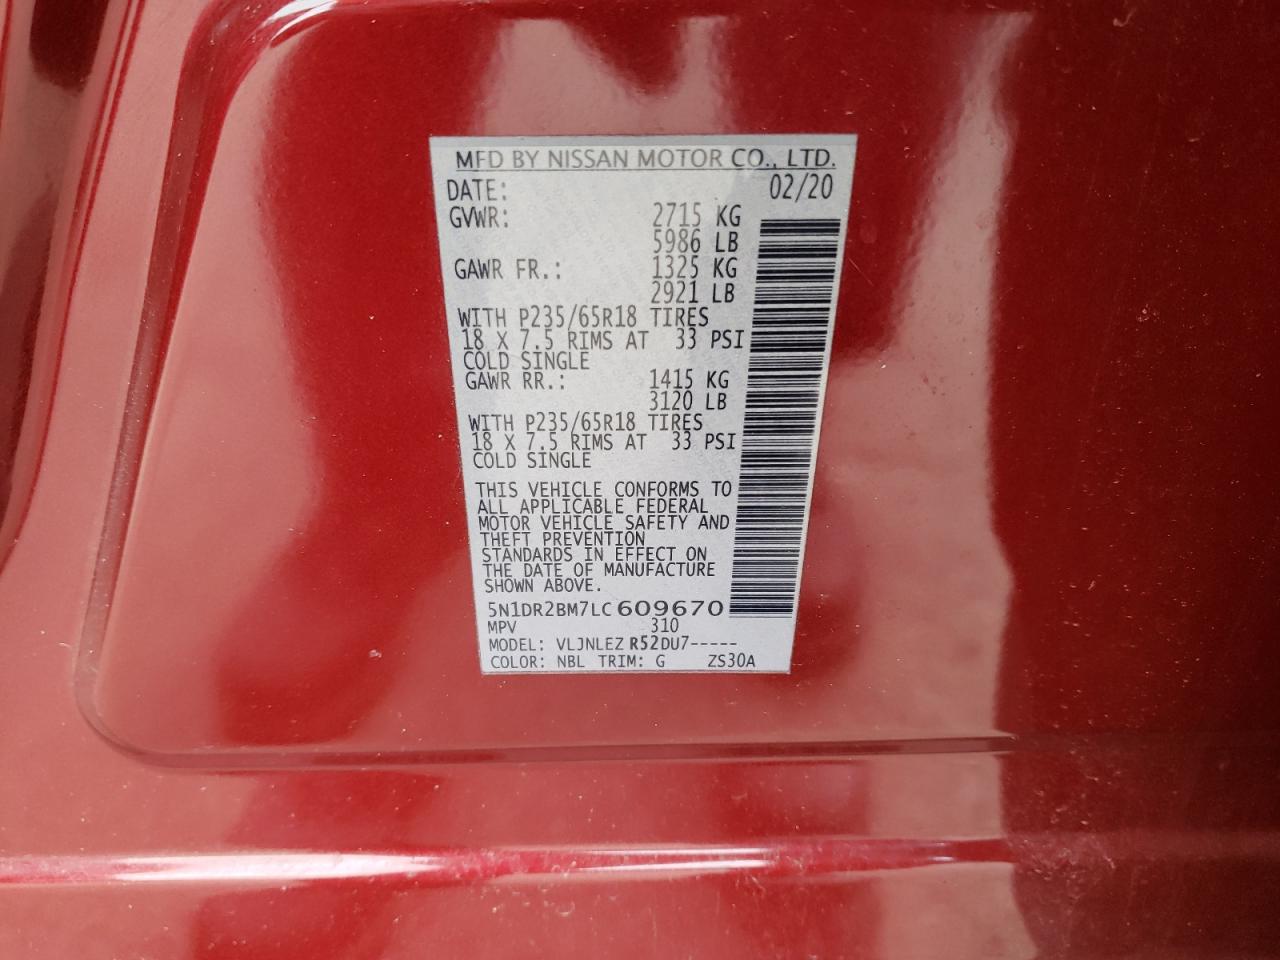 MFD BY NISSAN MOTOR CO., LTD.
DATE: 02/20
GVWR: 2715 KG
5986 LB
GAWR FR.: 1325 KG
2921 LB
WITH P235/65R18 TIRES
18 X 7.5 RIMS AT 33 PSI
COLD SINGLE
GAWR RR.: 1415 KG
3120 LB
WITH P235/65R18 TIRES
18 X 7.5 RIMS AT 33 PSI
COLD SINGLE
THIS VEHICLE CONFORMS TO
ALL APPLICABLE FEDERAL
MOTOR VEHICLE SAFETY AND
THEFT PREVENTION
STANDARDS IN EFFECT ON
THE DATE OF MANUFACTURE
SHOWN ABOVE.
5N1DR2BM7LC609670
MPV 310
MODEL: VLJNLEZ R52DU7-----
COLOR: NBL TRIM: G ZS30A